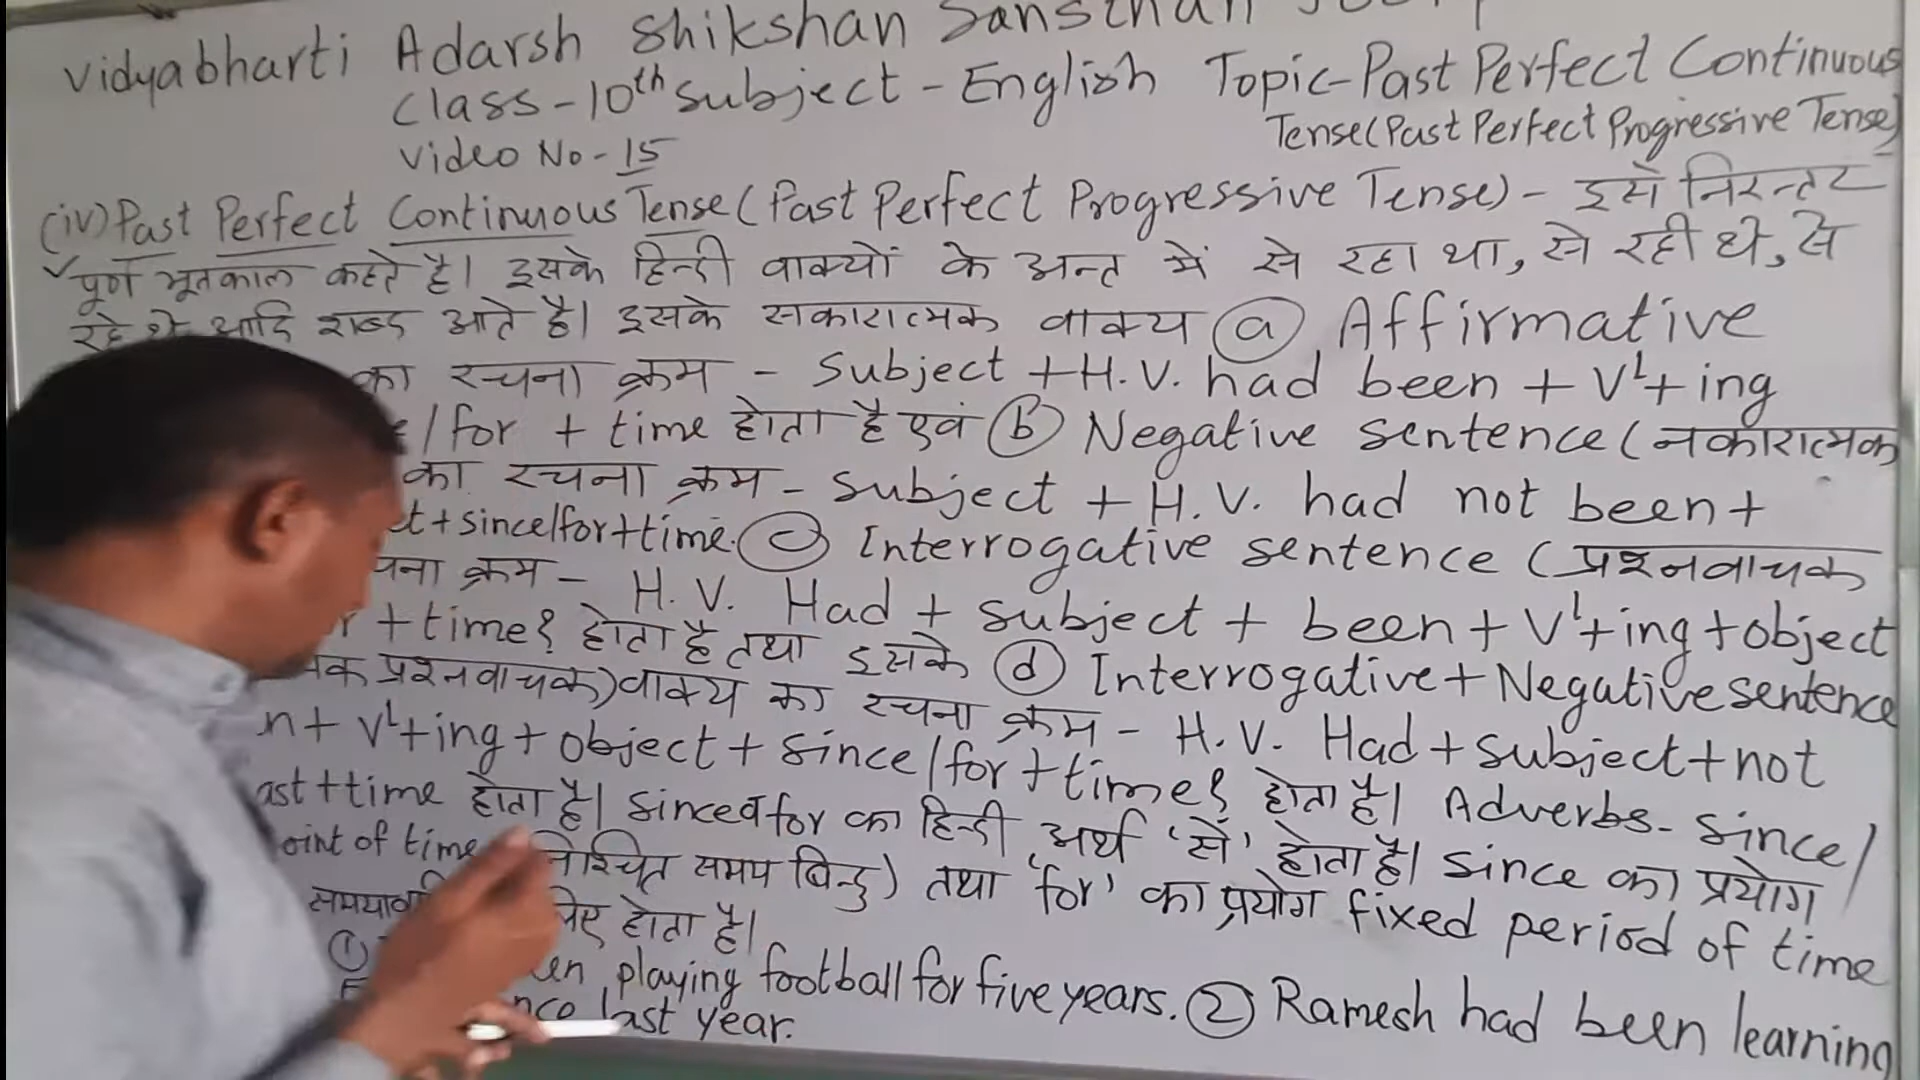 Vidyabharti Adarsh Shikshan Sansthan
Class-10th Subject-English Topic-Past Perfect Continuous
Tense(Past Perfect Progressive Tense)
Video No-15
(iv) Past Perfect Continuous Tense (Past Perfect Progressive Tense) - इसे निरन्तर
पूर्ण भूतकाल कहते है। इसके हिन्दी वाक्यों के अन्त में से रहा था, से रही थे, से
रहे थे आदि शब्द आते है। इसके सकारात्मक वाक्य (a) Affirmative
का रचना क्रम - Subject + H.V. had been + V1+ing
/for + time होता है एवं (b) Negative sentence (नकारात्मक
का रचना क्रम - Subject + H.V. had not been+
+since/for+time. (c) Interrogative sentence (प्रश्नवाचक
क्रम - H.V. Had + Subject + been + V1+ing+object
+time? होता है तथा इसके (d) Interrogative+Negative sentence
प्रश्नवाचक) वाक्य का रचना क्रम - H.V. Had+Subject+not
+ V1+ing + object + since/for +time? होता है। Adverbs- Since/
+time होता है। Since व for का हिन्दी अर्थ 'से' होता है। Since का प्रयोग
of time निश्चित समय बिन्दु) तथा 'for' का प्रयोग fixed period of time
होता है।
(1) playing football for five years. (2) Ramesh had been learning
last year.